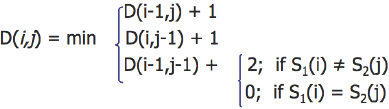 D(i-1,j) + 1
D(i,j) = min D(i,j-1) + 1
D(i-1,j-1) + 2; if S₁(i) ≠ S₂(j)
0; if S₁(i) = S₂(j)